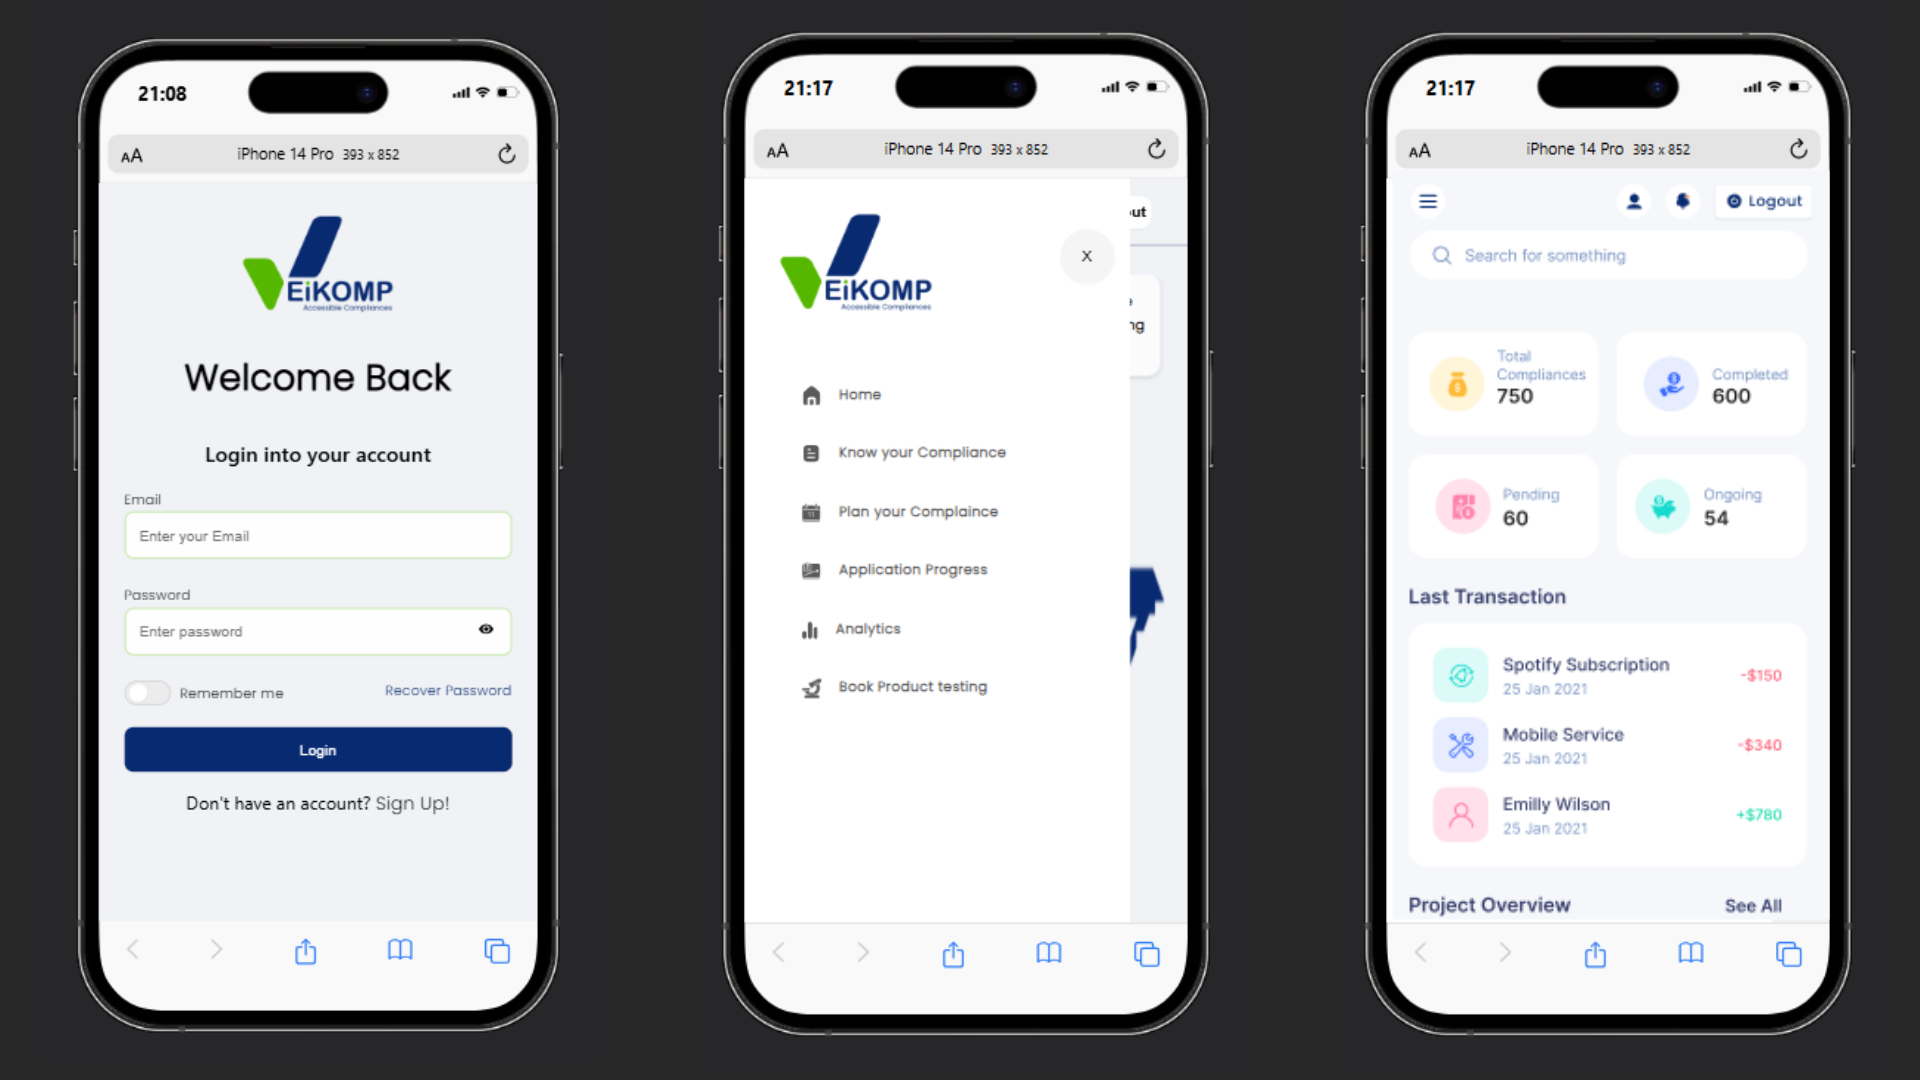 21:08
AA
iPhone 14 Pro 393 x 852
EiKOMP
Accessible Compliances
Welcome Back
Login into your account
Email
Enter your Email
Password
Enter password
Remember me
Recover Password
Login
Don't have an account? Sign Up!
21:17
AA
iPhone 14 Pro 393 x 852
ut
EiKOMP
Accessible Compliances
X
ng
Home
Know your Compliance
Plan your Complaince
Application Progress
Analytics
Book Product testing
21:17
AA
iPhone 14 Pro 393 x 852
Logout
Search for something
Total
Compliances
750
Completed
600
Pending
60
Ongoing
54
Last Transaction
Spotify Subscription
25 Jan 2021
-$150
Mobile Service
25 Jan 2021
-$340
Emilly Wilson
25 Jan 2021
+$780
Project Overview
See All